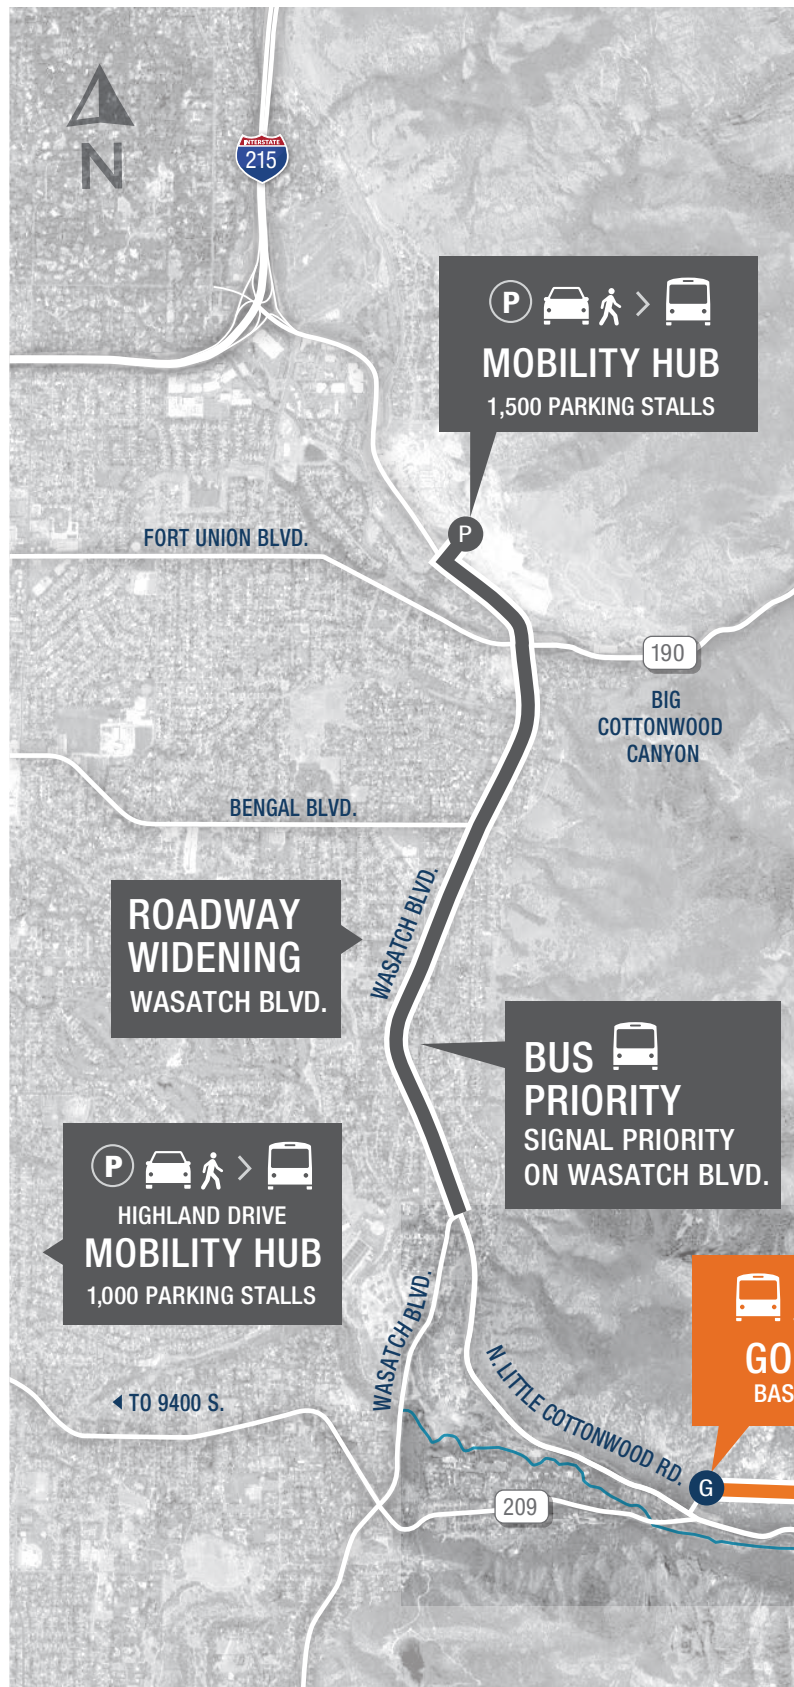 N
INTERSTATE
215
P
MOBILITY HUB
1,500 PARKING STALLS
P
FORT UNION BLVD.
190
BIG
COTTONWOOD
CANYON
BENGAL BLVD.
WASATCH BLVD.
ROADWAY
WIDENING
WASATCH BLVD.
BUS
PRIORITY
SIGNAL PRIORITY
ON WASATCH BLVD.
P
HIGHLAND DRIVE
MOBILITY HUB
1,000 PARKING STALLS
WASATCH BLVD.
GO
BAS
N. LITTLE COTTONWOOD RD.
TO 9400 S.
G
209